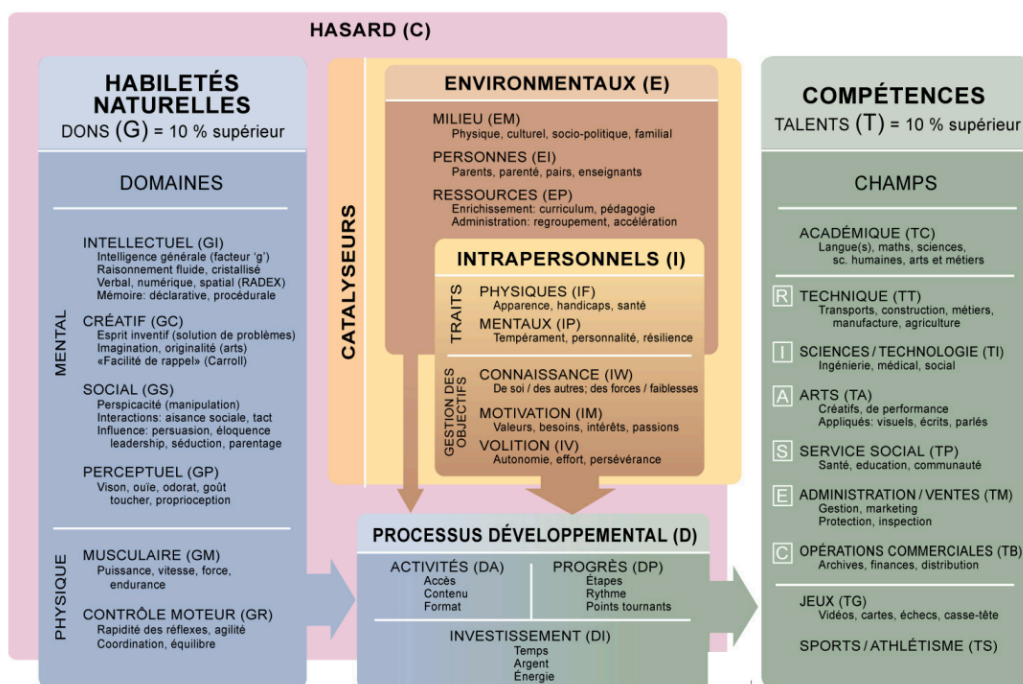 HASARD (C)
HABILETÉS
NATURELLES
DONS (G) = 10 % supérieur
DOMAINES
MENTAL
INTELLECTUEL (GI)
Intelligence générale (facteur ‘g’)
Raisonnement fluide, cristallisé
Verbal, numérique, spatial (RADEX)
Mémoire: déclarative, procédurale
CRÉATIF (GC)
Esprit inventif (solution de problèmes)
Imagination, originalité (arts)
«Facilité de rappel» (Carroll)
SOCIAL (GS)
Perspicacité (manipulation)
Interactions: aisance sociale, tact
Influence: persuasion, éloquence
leadership, séduction, parentage
PERCEPTUEL (GP)
Vison, ouïe, odorat, goût
toucher, proprioception
PHYSIQUE
MUSCULAIRE (GM)
Puissance, vitesse, force,
endurance
CONTRÔLE MOTEUR (GR)
Rapidité des réflexes, agilité
Coordination, équilibre
CATALYSEURS
ENVIRONMENTAUX (E)
MILIEU (EM)
Physique, culturel, socio-politique, familial
PERSONNES (EI)
Parents, parenté, pairs, enseignants
RESSOURCES (EP)
Enrichissement: curriculum, pédagogie
Administration: regroupement, accélération
INTRAPERSONNELS (I)
TRAITS
PHYSIQUES (IF)
Apparence, handicaps, santé
MENTAUX (IP)
Tempérament, personnalité, résilience
GESTION DES
OBJECTIFS
CONNAISSANCE (IW)
De soi / des autres; des forces / faiblesses
MOTIVATION (IM)
Valeurs, besoins, intérêts, passions
VOLITION (IV)
Autonomie, effort, persévérance
PROCESSUS DÉVELOPPEMENTAL (D)
ACTIVITÉS (DA)
Accès
Contenu
Format
PROGRÈS (DP)
Étapes
Rythme
Points tournants
INVESTISSEMENT (DI)
Temps
Argent
Énergie
COMPÉTENCES
TALENTS (T) = 10 % supérieur
CHAMPS
ACADÉMIQUE (TC)
Langue(s), maths, sciences,
sc. humaines, arts et métiers
R TECHNIQUE (TT)
Transports, construction, métiers,
manufacture, agriculture
I SCIENCES / TECHNOLOGIE (TI)
Ingénierie, médical, social
A ARTS (TA)
Créatifs, de performance
Appliqués: visuels, écrits, parlés
S SERVICE SOCIAL (TP)
Santé, education, communauté
E ADMINISTRATION / VENTES (TM)
Gestion, marketing
Protection, inspection
C OPÉRATIONS COMMERCIALES (TB)
Archives, finances, distribution
JEUX (TG)
Vidéos, cartes, échecs, casse-tête
SPORTS / ATHLÉTISME (TS)